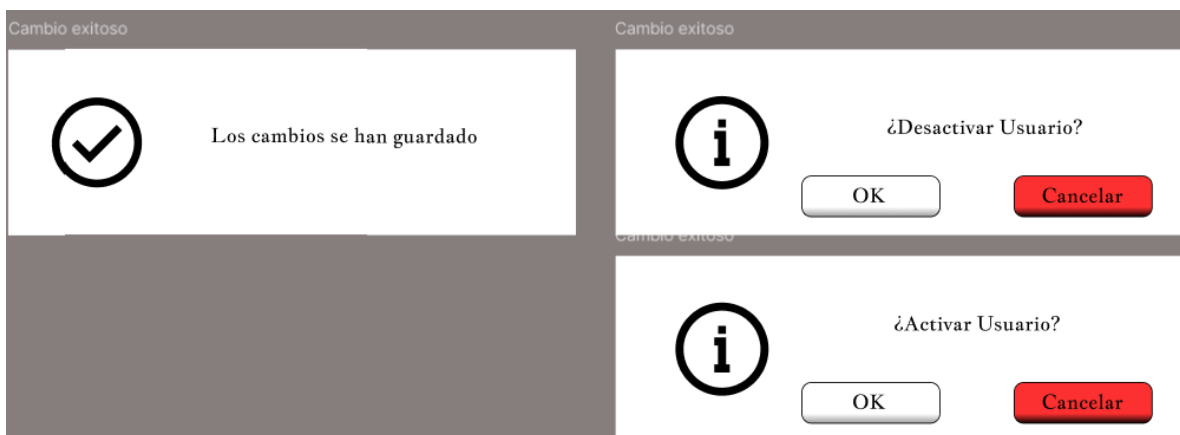 Cambio exitoso
Los cambios se han guardado
Cambio exitoso
¿Desactivar Usuario?
OK
Cancelar
Cambio exitoso
¿Activar Usuario?
OK
Cancelar